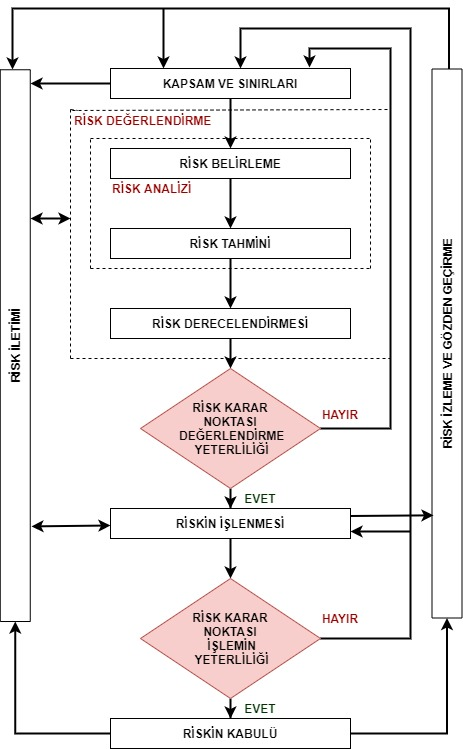 KAPSAM VE SINIRLARI
RİSK DEĞERLENDİRME
RİSK BELIRLEME
RİSK ANALİZİ
RİSK TAHMİNİ
RİSK DERECELENDİRMESİ
RİSK İLETİMİ
RİSK İZLEME VE GÖZDEN GEÇİRME
RİSK KARAR
NOKTASI
DEĞERLENDİRME
YETERLİLİĞİ
HAYIR
EVET
RİSKİN İŞLENMESİ
RİSK KARAR
NOKTASI
İŞLEMİN
YETERLİLİĞİ
HAYIR
EVET
RİSKİN KABULÜ